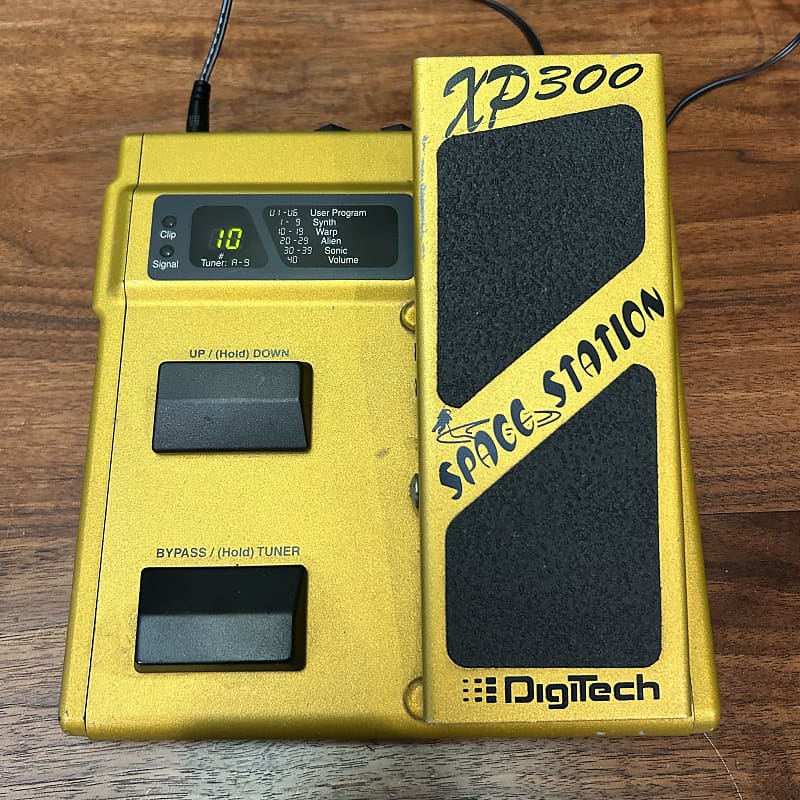 XP300
U1-U6 User Program
1-9 Synth
10-19 Warp
20-29 Alien
30-39 Sonic
40 Volume
Clip
Signal
10
#
Tuner: A-9
UP / (Hold) DOWN
SPACE STATION
BYPASS / (Hold) TUNER
DigiTech